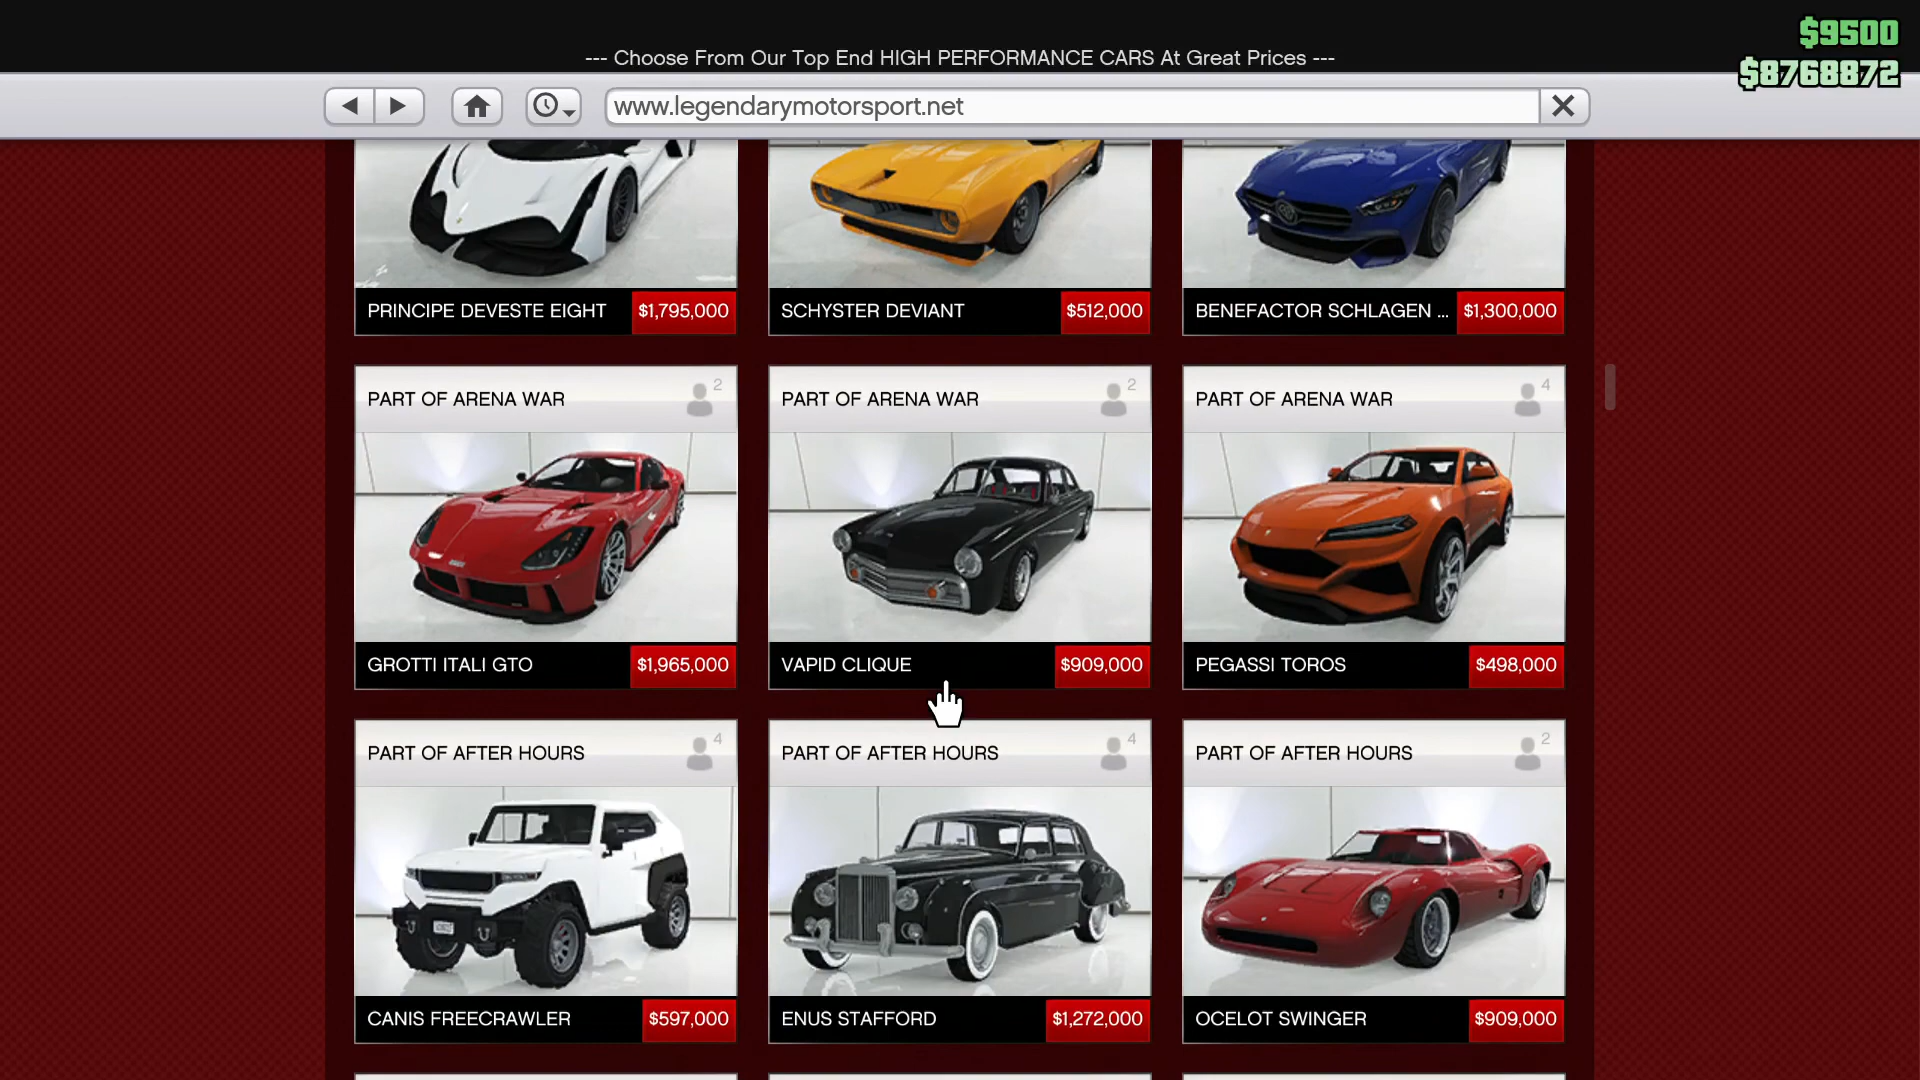 $9500
--- Choose From Our Top End HIGH PERFORMANCE CARS At Great Prices ---
$8768872
www.legendarymotorsport.net
PRINCIPE DEVESTE EIGHT $1,795,000
SCHYSTER DEVIANT $512,000
BENEFACTOR SCHLAGEN ... $1,300,000
PART OF ARENA WAR 2
PART OF ARENA WAR 2
PART OF ARENA WAR 4
GROTTI ITALI GTO $1,965,000
VAPID CLIQUE $909,000
PEGASSI TOROS $498,000
PART OF AFTER HOURS 4
PART OF AFTER HOURS 4
PART OF AFTER HOURS 2
CANIS FREECRAWLER $597,000
ENUS STAFFORD $1,272,000
OCELOT SWINGER $909,000